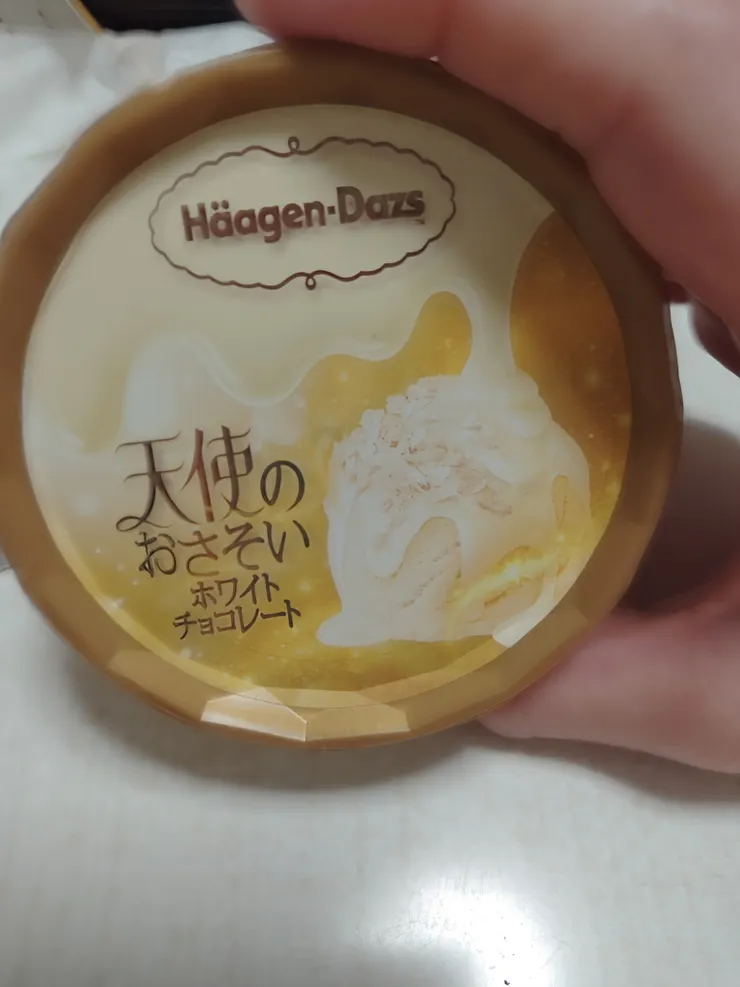 Häagen-Dazs
天使の
おさそい
ホワイト
チョコレート